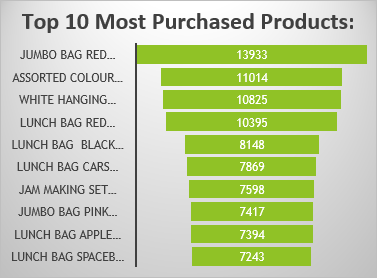 Top 10 Most Purchased Products:
JUMBO BAG RED... 13933
ASSORTED COLOUR... 11014
WHITE HANGING... 10825
LUNCH BAG RED... 10395
LUNCH BAG  BLACK... 8148
LUNCH BAG CARS... 7869
JAM MAKING SET... 7598
JUMBO BAG PINK... 7417
LUNCH BAG APPLE... 7394
LUNCH BAG SPACEB... 7243